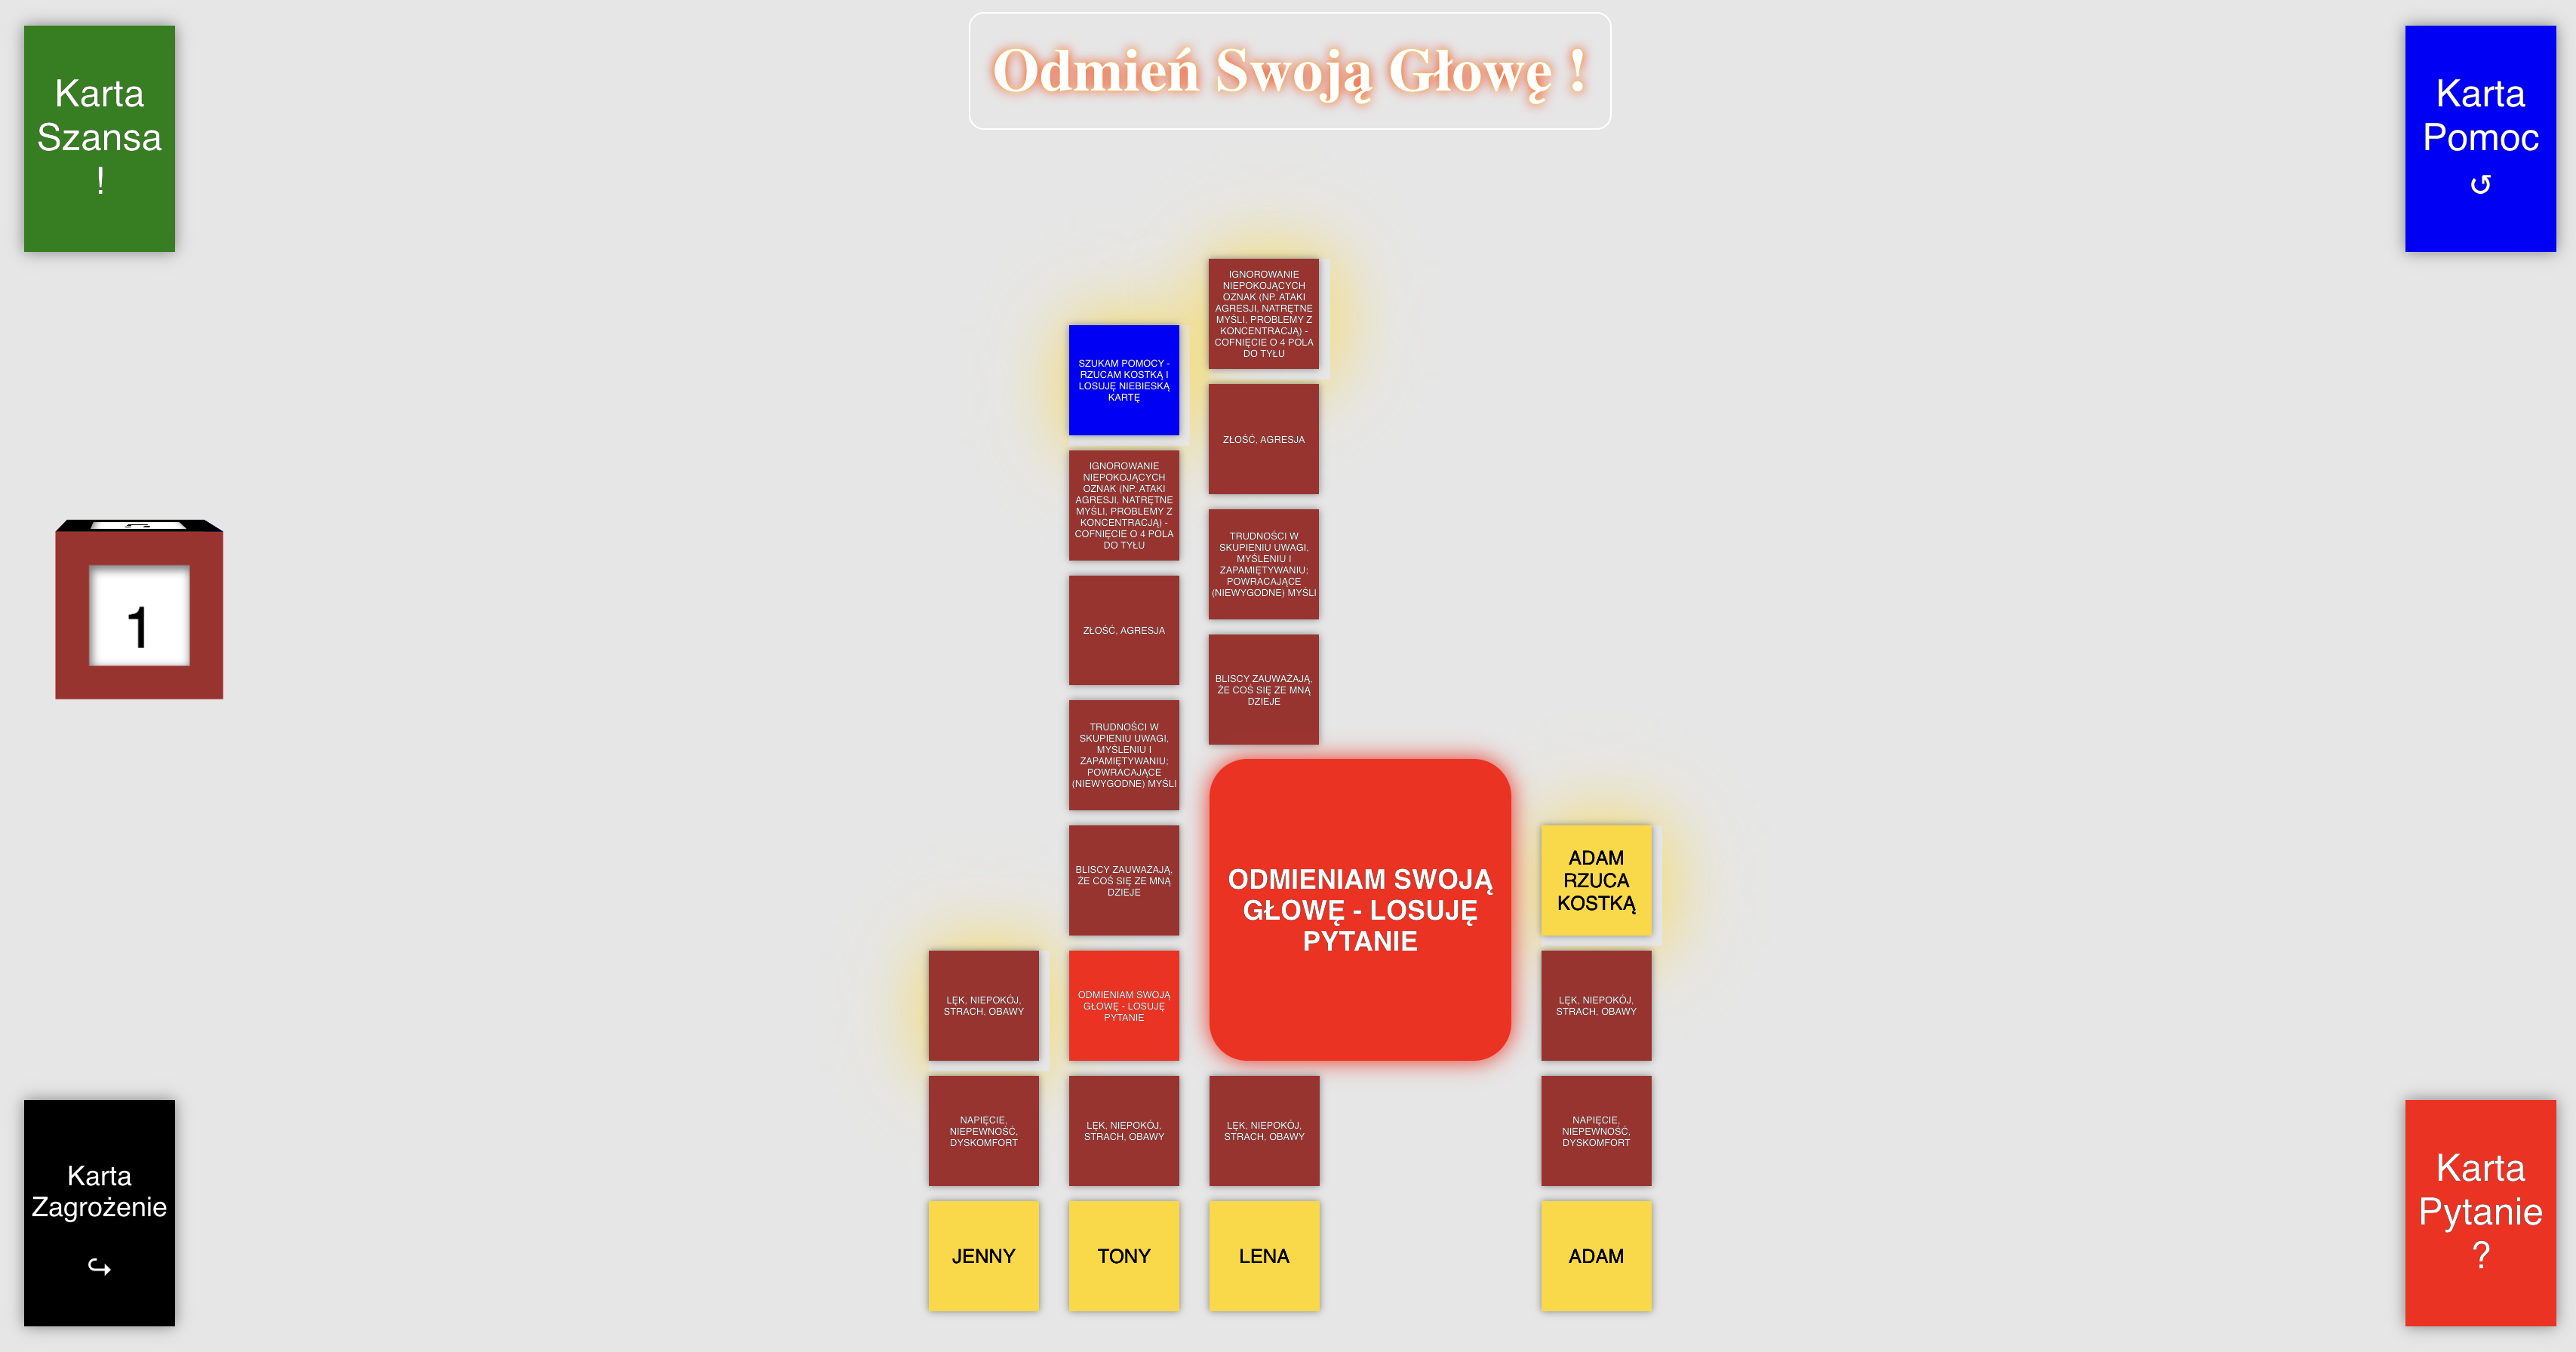 Odmień Swoją Głowę !
Karta
Szansa
!
Karta
Pomoc
↺
IGNOROWANIE
NIEPOKOJĄCYCH
OZNAK (NP. ATAKI
AGRESJI, NATRĘTNE
MYŚLI, PROBLEMY Z
KONCENTRACJĄ) -
COFNIĘCIE O 4 POLA
DO TYŁU
SZUKAM POMOCY -
RZUCAM KOSTKĄ I
LOSUJĘ NIEBIESKĄ
KARTĘ
ZŁOŚĆ, AGRESJA
IGNOROWANIE
NIEPOKOJĄCYCH
OZNAK (NP. ATAKI
AGRESJI, NATRĘTNE
MYŚLI, PROBLEMY Z
KONCENTRACJĄ) -
COFNIĘCIE O 4 POLA
DO TYŁU
TRUDNOŚCI W
SKUPIENIU UWAGI,
MYŚLENIU I
ZAPAMIĘTYWANIU;
POWRACAJĄCE
(NIEWYGODNE) MYŚLI
1
ZŁOŚĆ, AGRESJA
BLISCY ZAUWAŻAJĄ,
ŻE COŚ SIĘ ZE MNĄ
DZIEJE
TRUDNOŚCI W
SKUPIENIU UWAGI,
MYŚLENIU I
ZAPAMIĘTYWANIU;
POWRACAJĄCE
(NIEWYGODNE) MYŚLI
BLISCY ZAUWAŻAJĄ,
ŻE COŚ SIĘ ZE MNĄ
DZIEJE
ODMIENIAM SWOJĄ
GŁOWĘ - LOSUJĘ
PYTANIE
ADAM
RZUCA
KOSTKĄ
LĘK, NIEPOKÓJ,
STRACH, OBAWY
ODMIENIAM SWOJĄ
GŁOWĘ - LOSUJĘ
PYTANIE
LĘK, NIEPOKÓJ,
STRACH, OBAWY
NAPIĘCIE,
NIEPEWNOŚĆ,
DYSKOMFORT
LĘK, NIEPOKÓJ,
STRACH, OBAWY
LĘK, NIEPOKÓJ,
STRACH, OBAWY
NAPIĘCIE,
NIEPEWNOŚĆ,
DYSKOMFORT
Karta
Zagrożenie
↪
JENNY
TONY
LENA
ADAM
Karta
Pytanie
?